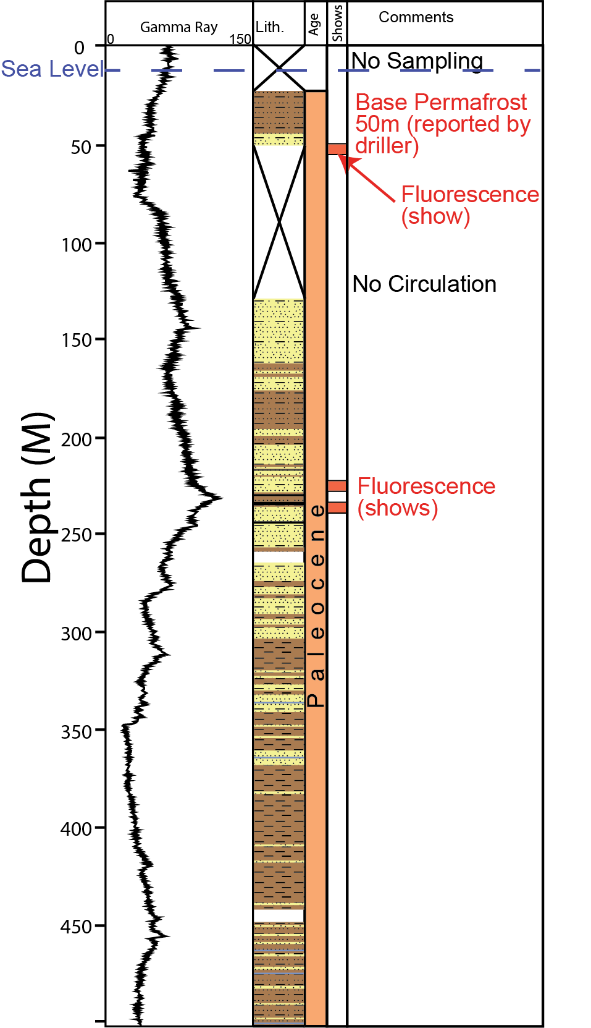 Gamma Ray
0 150
Lith.
Age
Shows
Comments
0
Sea Level
No Sampling
Base Permafrost
50m (reported by
driller)
50
Fluorescence
(show)
100
No Circulation
150
200
Depth (M)
Fluorescence
(shows)
250
Paleocene
300
350
400
450